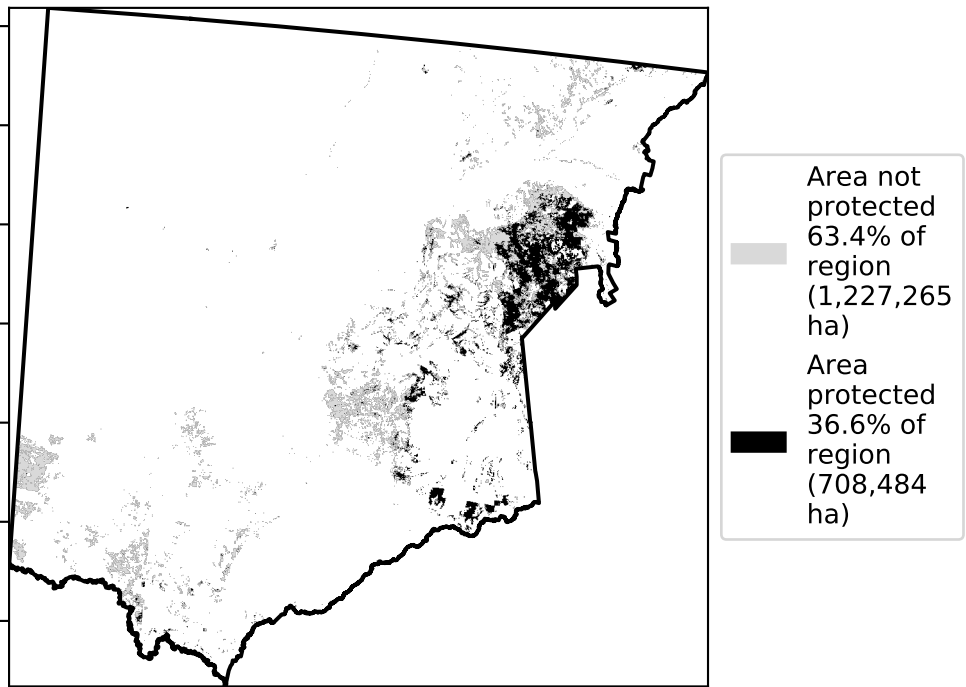 Area not
protected
63.4% of
region
(1,227,265
ha)
Area
protected
36.6% of
region
(708,484
ha)